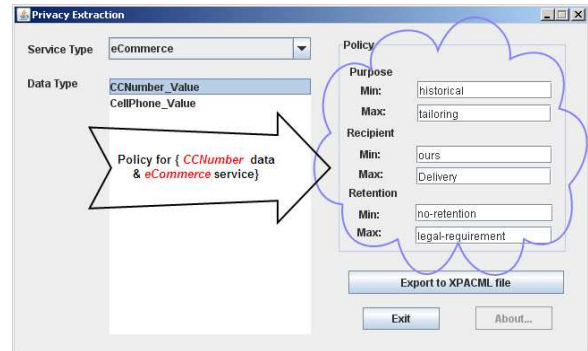 Privacy Extraction
Service Type
eCommerce
Data Type
CCNumber_Value
CellPhone_Value
Policy for { CCNumber data
& eCommerce service}
Policy
Purpose
Min: historical
Max: tailoring
Recipient
Min: ours
Max: Delivery
Retention
Min: no-retention
Max: legal-requirement
Export to XPACML file
Exit
About...